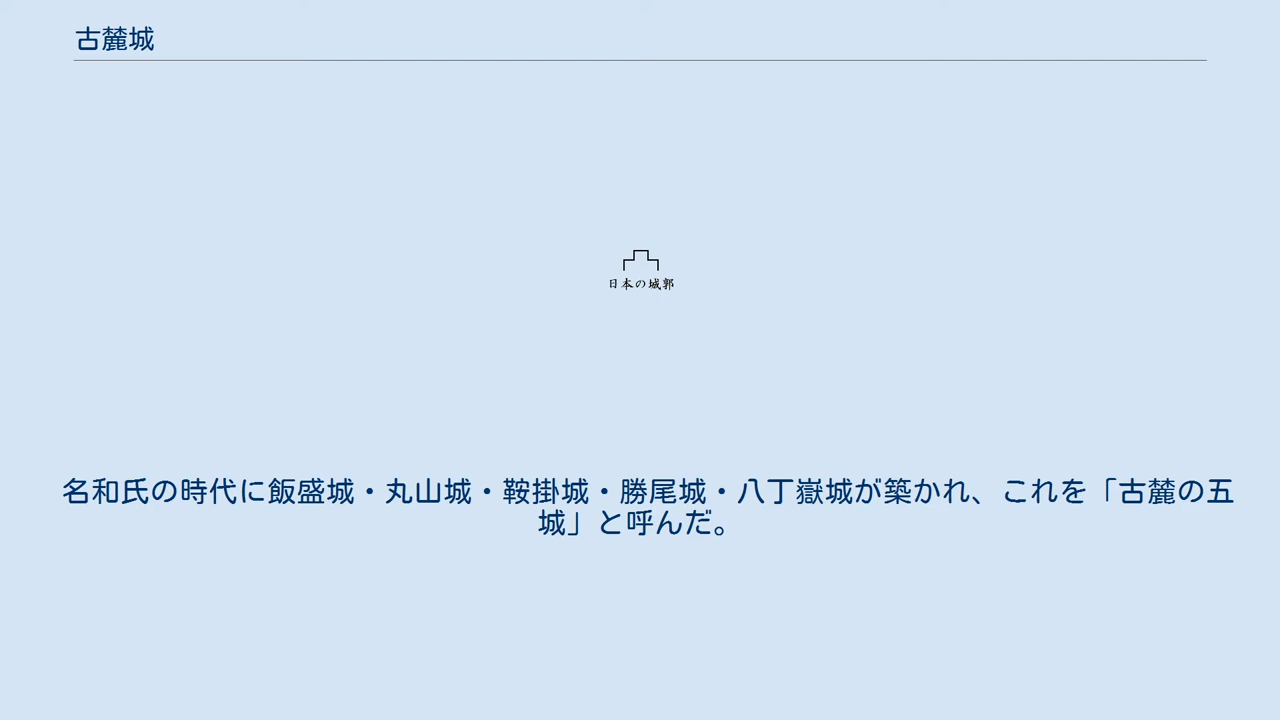 古麓城
日本の城郭
名和氏の時代に飯盛城・丸山城・鞍掛城・勝尾城・八丁嶽城が築かれ、これを「古麓の五
城」と呼んだ。